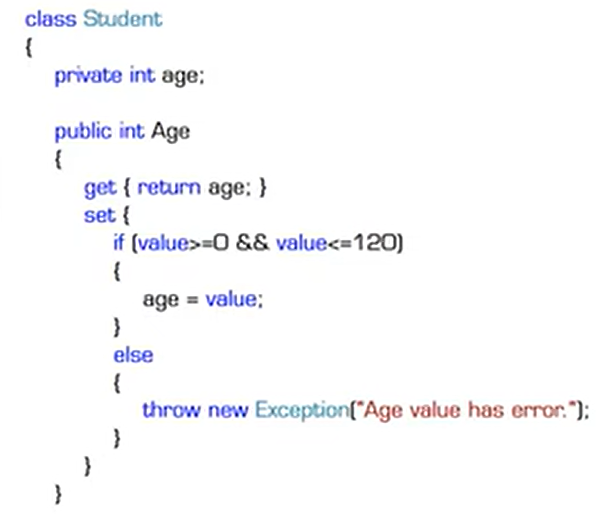 class Student
{
private int age;
public int Age
{
get { return age; }
set {
if (value>=0 && value<=120)
{
age = value;
}
else
{
throw new Exception("Age value has error.");
}
}
}